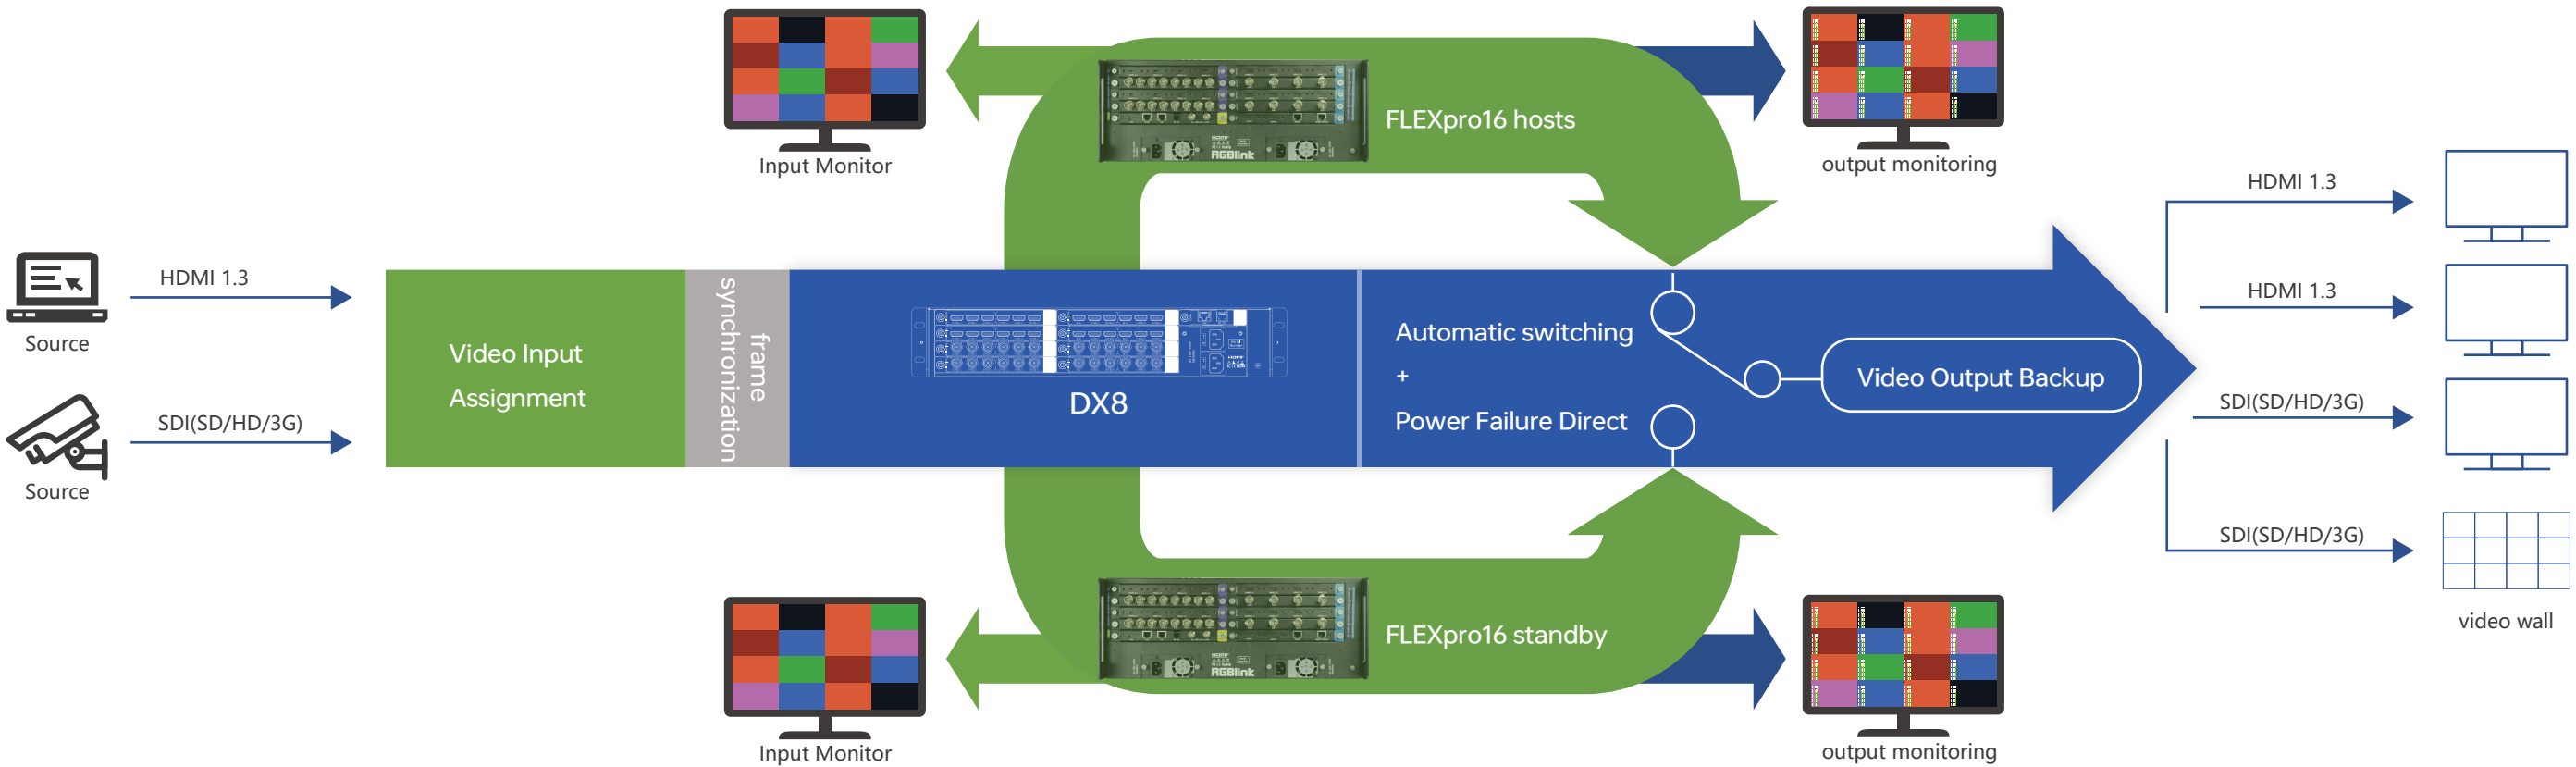 Input Monitor
FLEXpro16 hosts
RGBlink
output monitoring
HDMI 1.3
Source
SDI(SD/HD/3G)
Source
Video Input
Assignment
frame
synchronization
DX8
Automatic switching
+
Power Failure Direct
Video Output Backup
HDMI 1.3
HDMI 1.3
SDI(SD/HD/3G)
SDI(SD/HD/3G)
video wall
Input Monitor
FLEXpro16 standby
RGBlink
output monitoring